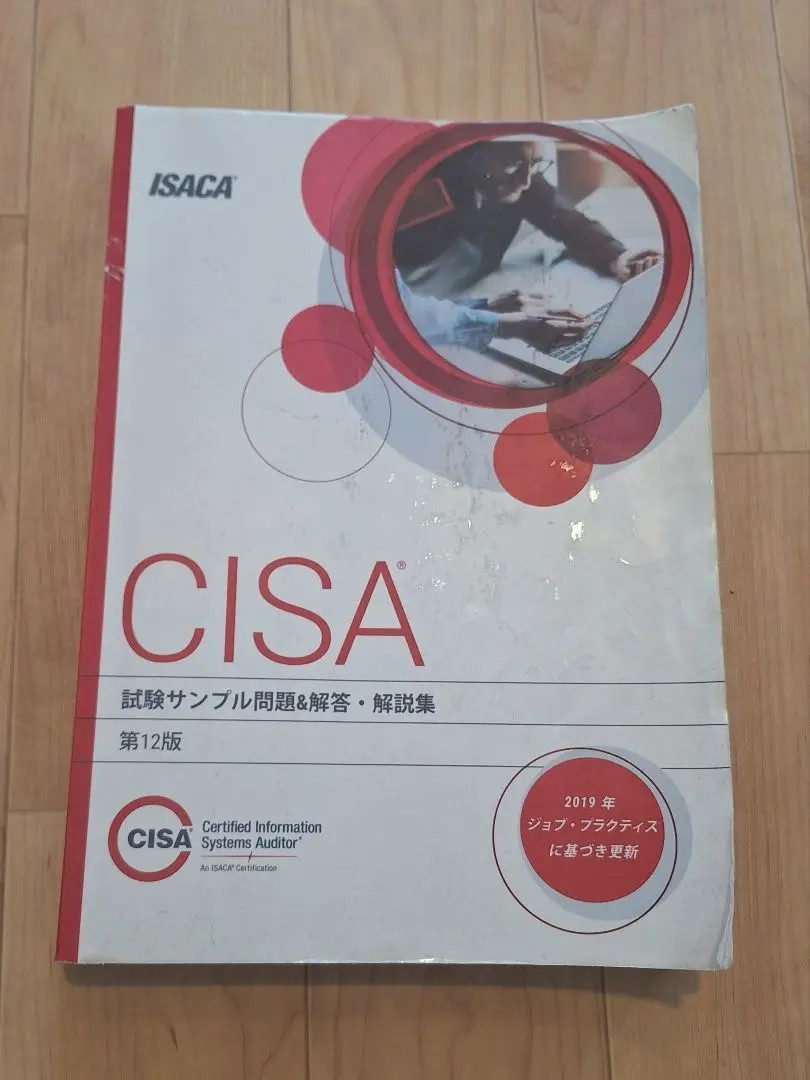 ISACA®
CISA®
試験サンプル問題&解答・解説集
第12版
CISA®
Certified Information
Systems Auditor®
An ISACA® Certification
2019 年
ジョブ・プラクティス
に基づき更新